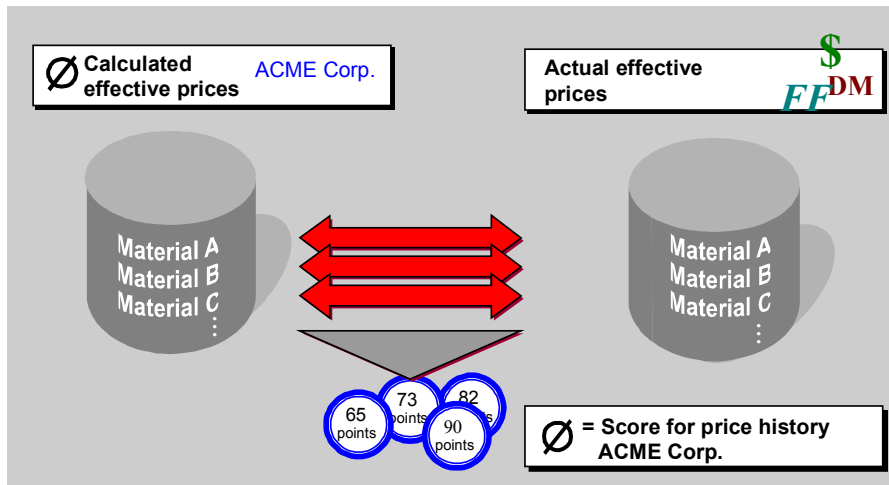 Ø Calculated effective prices ACME Corp.
Actual effective prices
$
FF DM
Material A
Material B
Material C
⋮
Material A
Material B
Material C
⋮
65 points
73 points
82
90 points
Ø = Score for price history
ACME Corp.